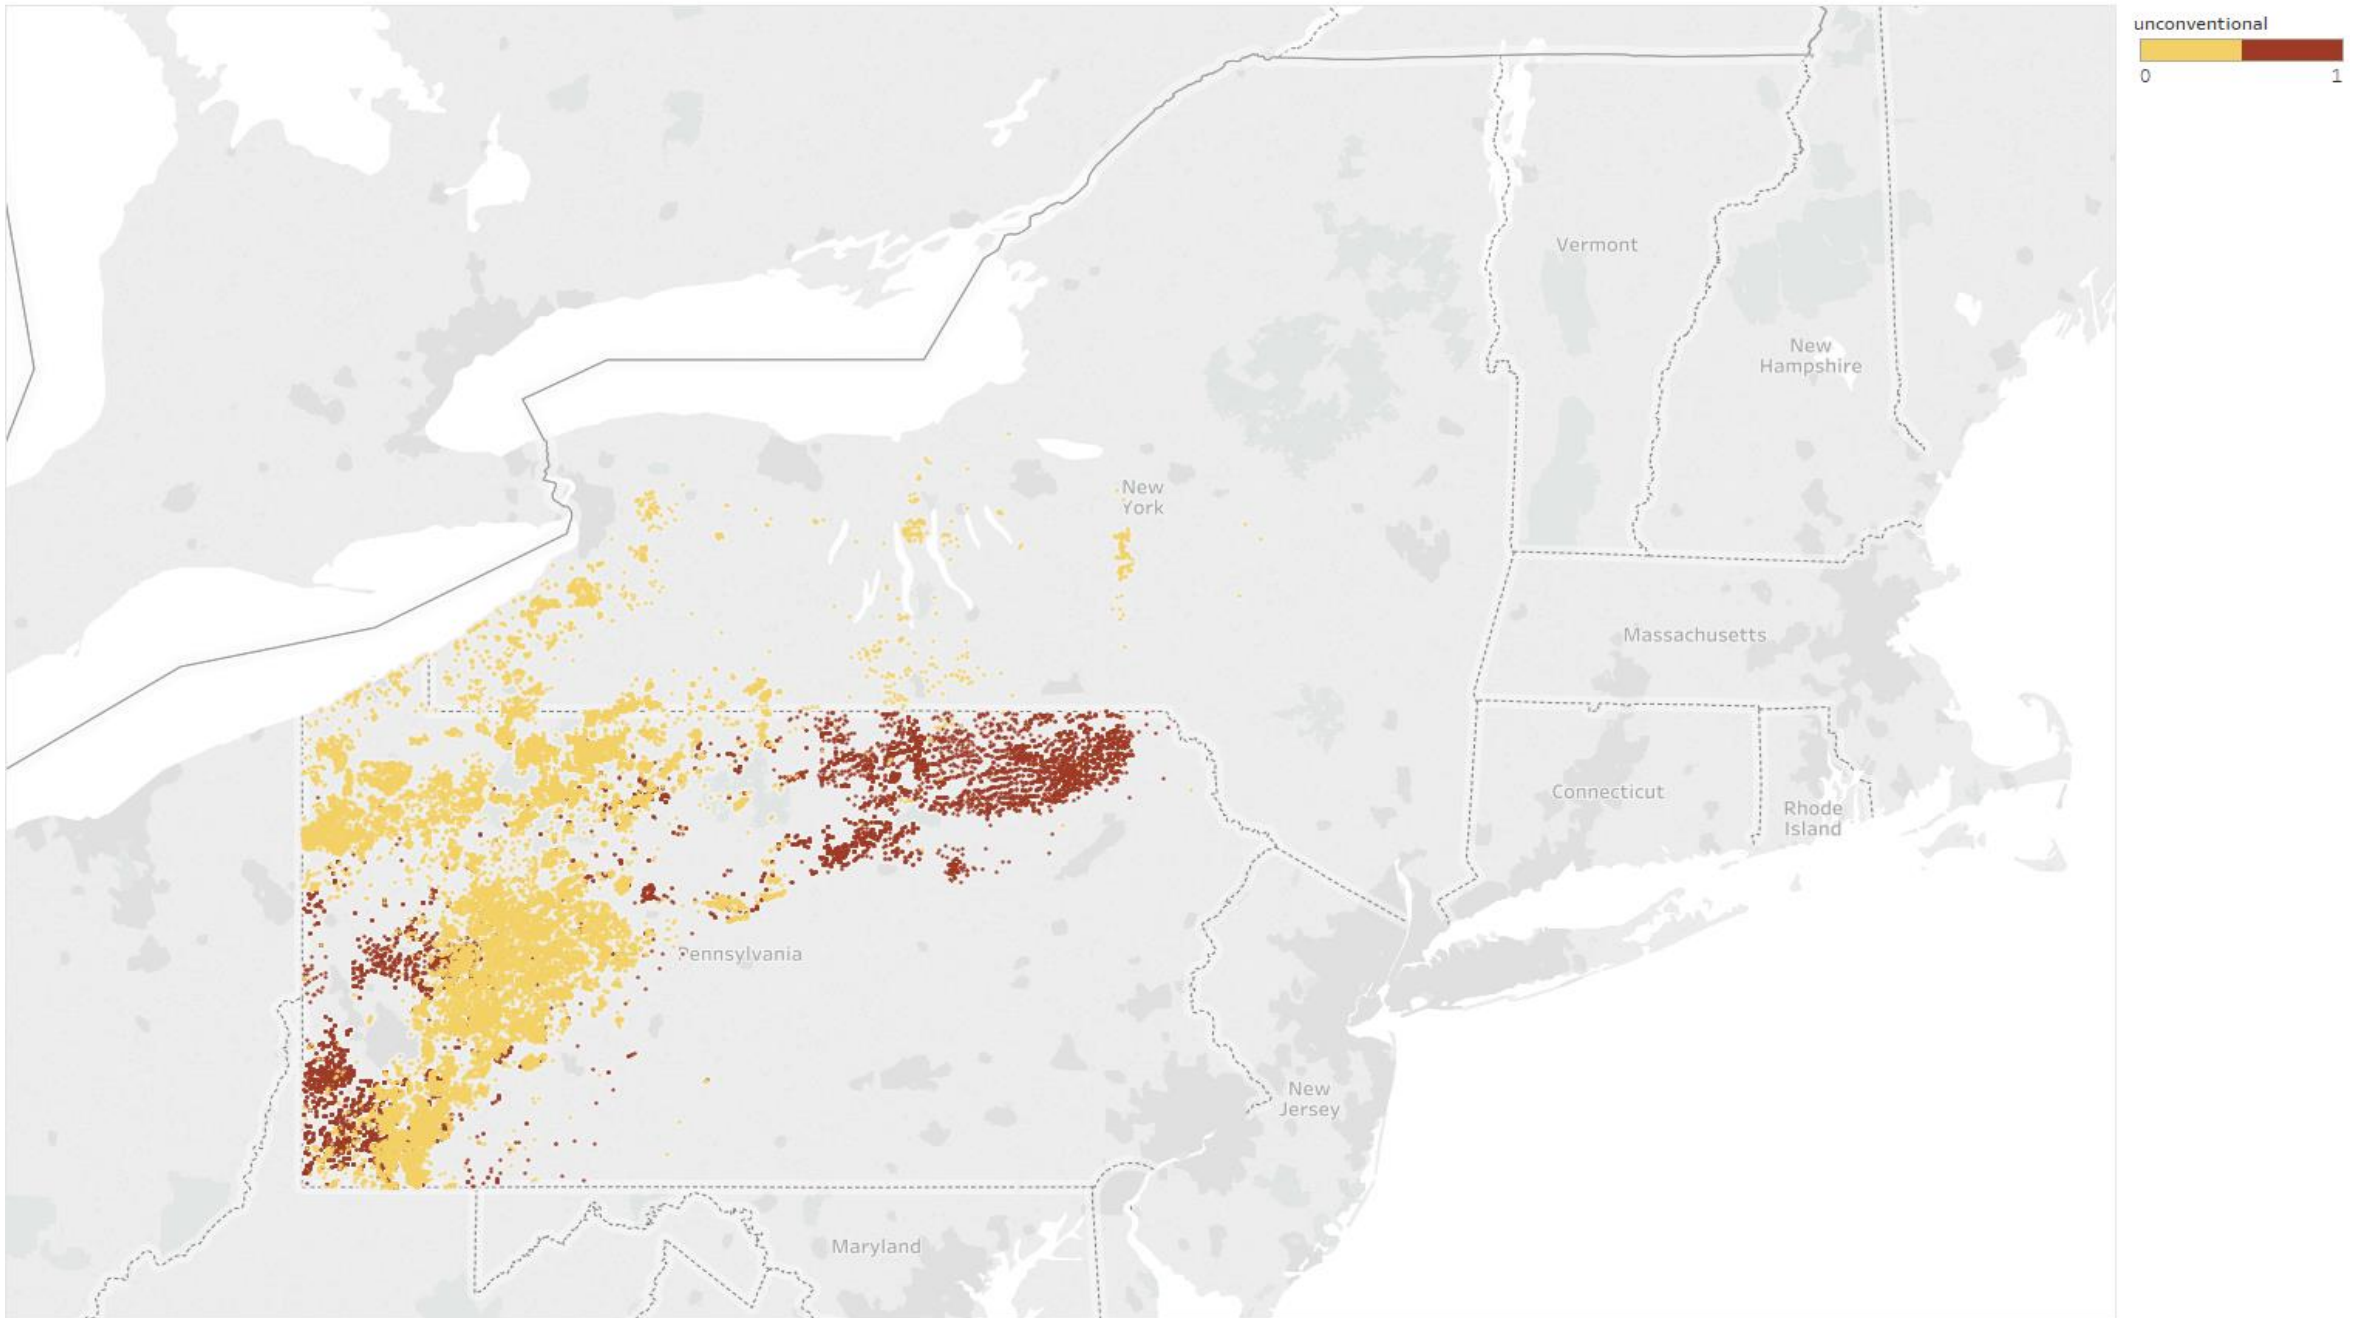 unconventional
0 1
Vermont
New
Hampshire
New
York
Massachusetts
Connecticut
Rhode
Island
Pennsylvania
New
Jersey
Maryland